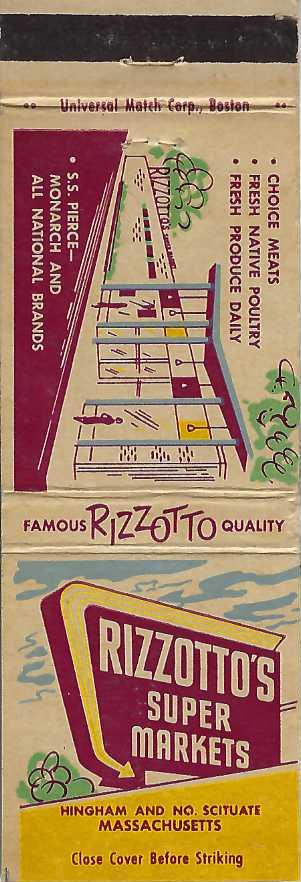 Universal Match Corp., Boston
• CHOICE MEATS
• FRESH NATIVE POULTRY
• FRESH PRODUCE DAILY
RIZZOTTO'S
• S.S. PIERCE—
MONARCH AND
ALL NATIONAL BRANDS
FAMOUS RIZZOTTO QUALITY
RIZZOTTO'S
SUPER
MARKETS
HINGHAM AND NO. SCITUATE
MASSACHUSETTS
Close Cover Before Striking